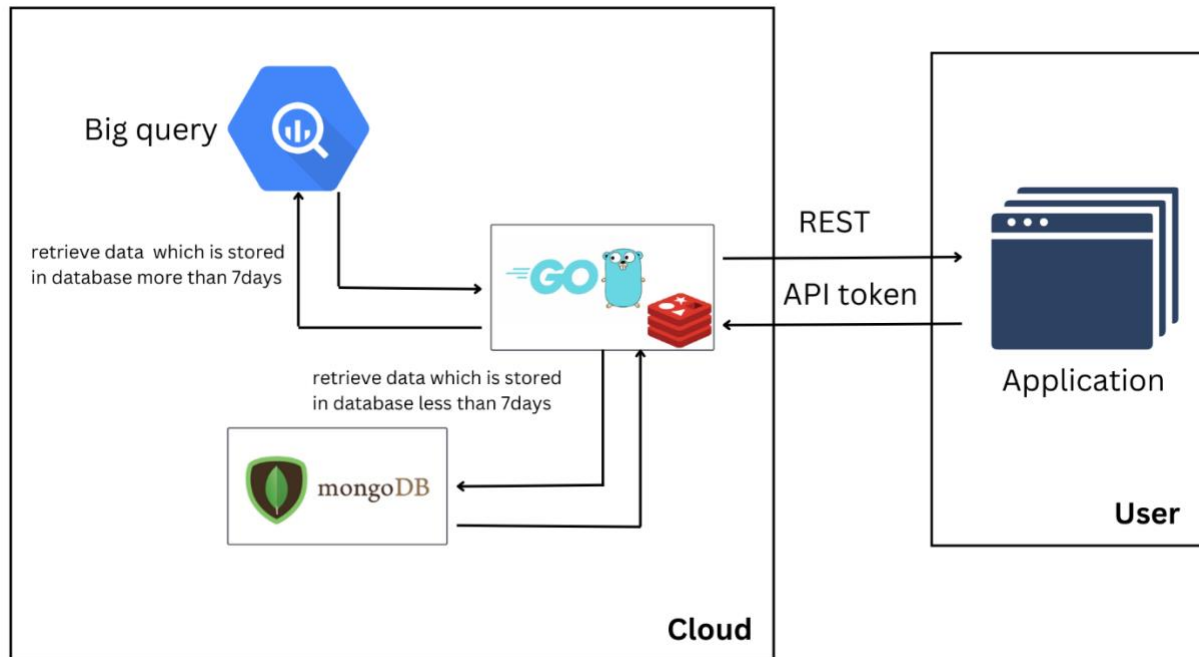 Big query
retrieve data which is stored
in database more than 7days
GO
REST
API token
retrieve data which is stored
in database less than 7days
mongoDB
Application
User
Cloud